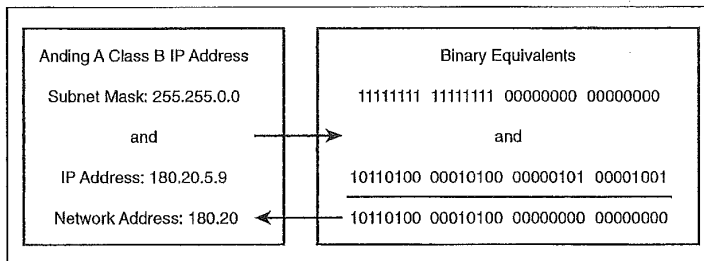 Anding A Class B IP Address
Subnet Mask: 255.255.0.0
and
IP Address: 180.20.5.9
Network Address: 180.20
Binary Equivalents
11111111 11111111 00000000 00000000
and
10110100 00010100 00000101 00001001
10110100 00010100 00000000 00000000